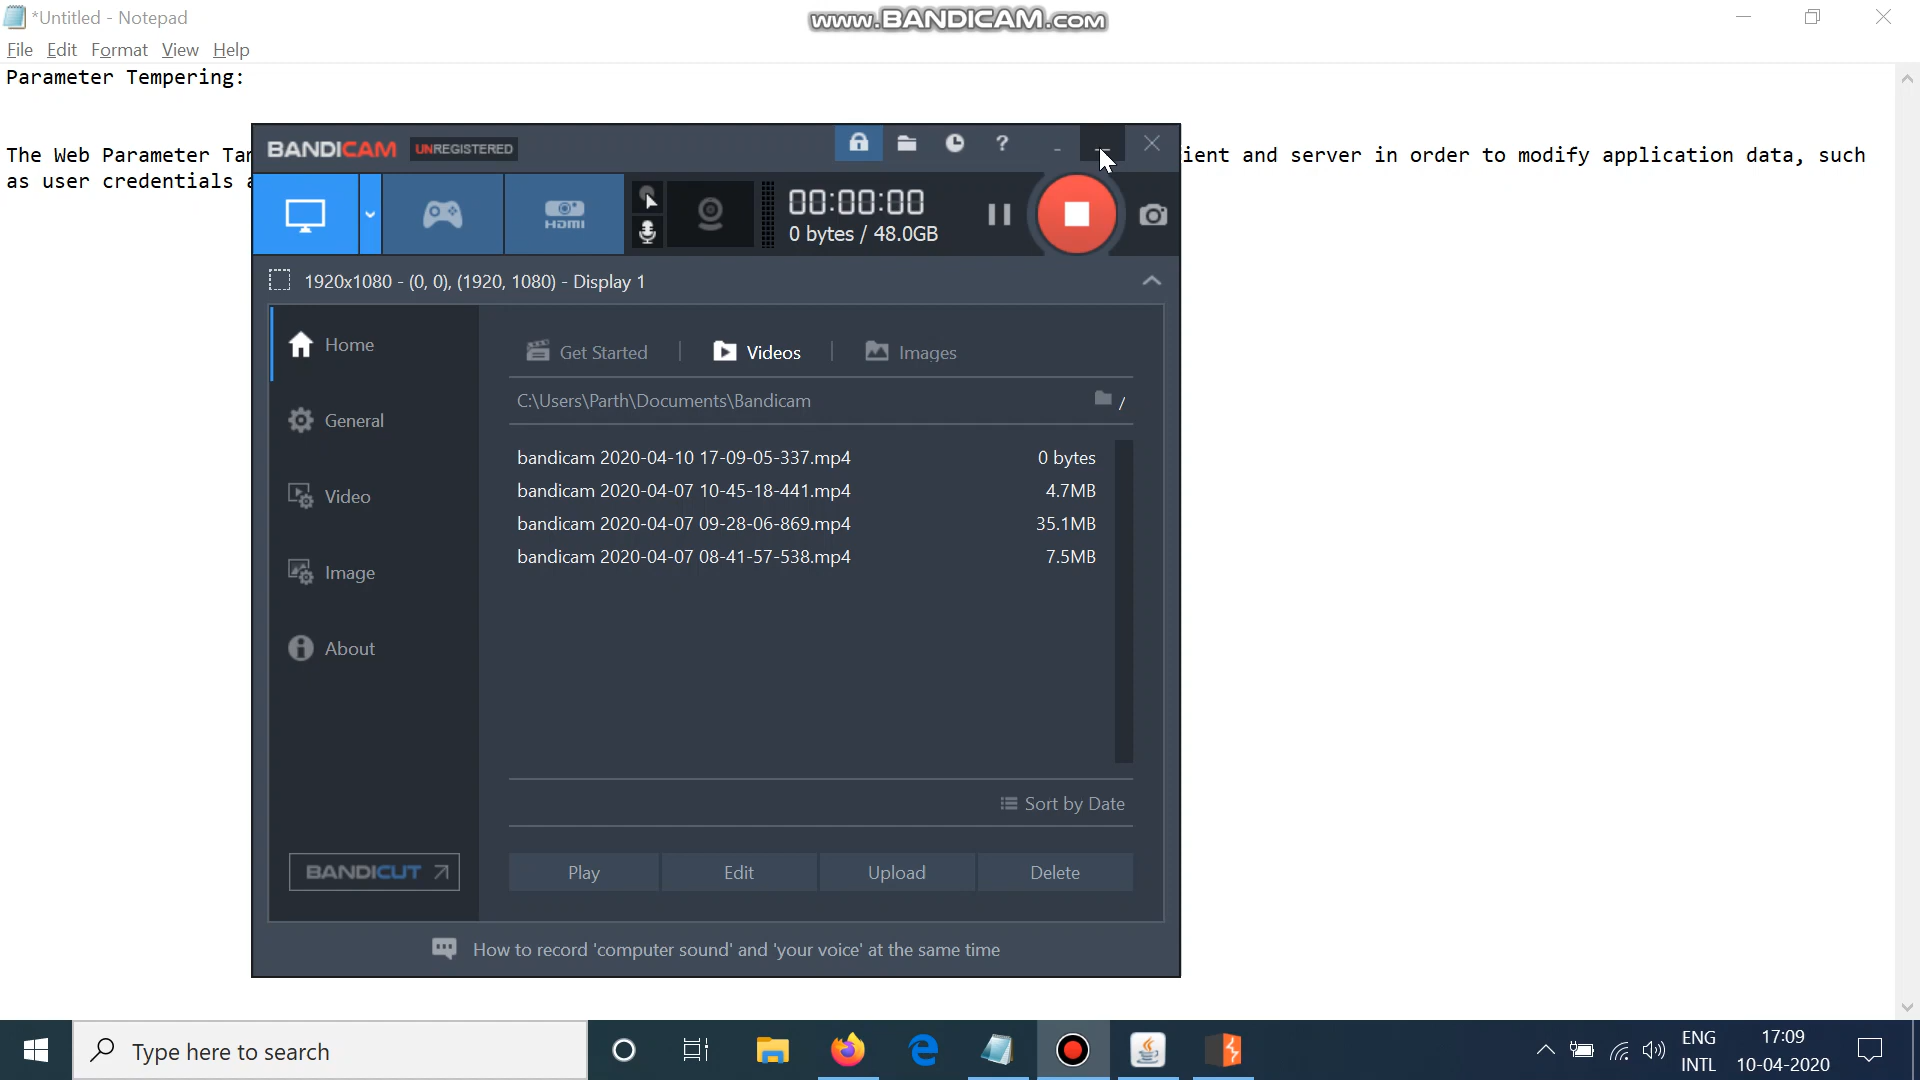 *Untitled - Notepad
www.BANDICAM.com
File Edit Format View Help
Parameter Tempering:
The Web Parameter Tam
ient and server in order to modify application data, such
as user credentials a
BANDICAM UNREGISTERED
?
HDMI
00:00:00
0 bytes / 48.0GB
1920x1080 - (0, 0), (1920, 1080) - Display 1
Home
General
Video
Image
About
BANDICUT
Get Started | Videos | Images
C:\Users\Parth\Documents\Bandicam /
bandicam 2020-04-10 17-09-05-337.mp4 0 bytes
bandicam 2020-04-07 10-45-18-441.mp4 4.7MB
bandicam 2020-04-07 09-28-06-869.mp4 35.1MB
bandicam 2020-04-07 08-41-57-538.mp4 7.5MB
Sort by Date
Play Edit Upload Delete
How to record 'computer sound' and 'your voice' at the same time
Type here to search
ENG
INTL
17:09
10-04-2020